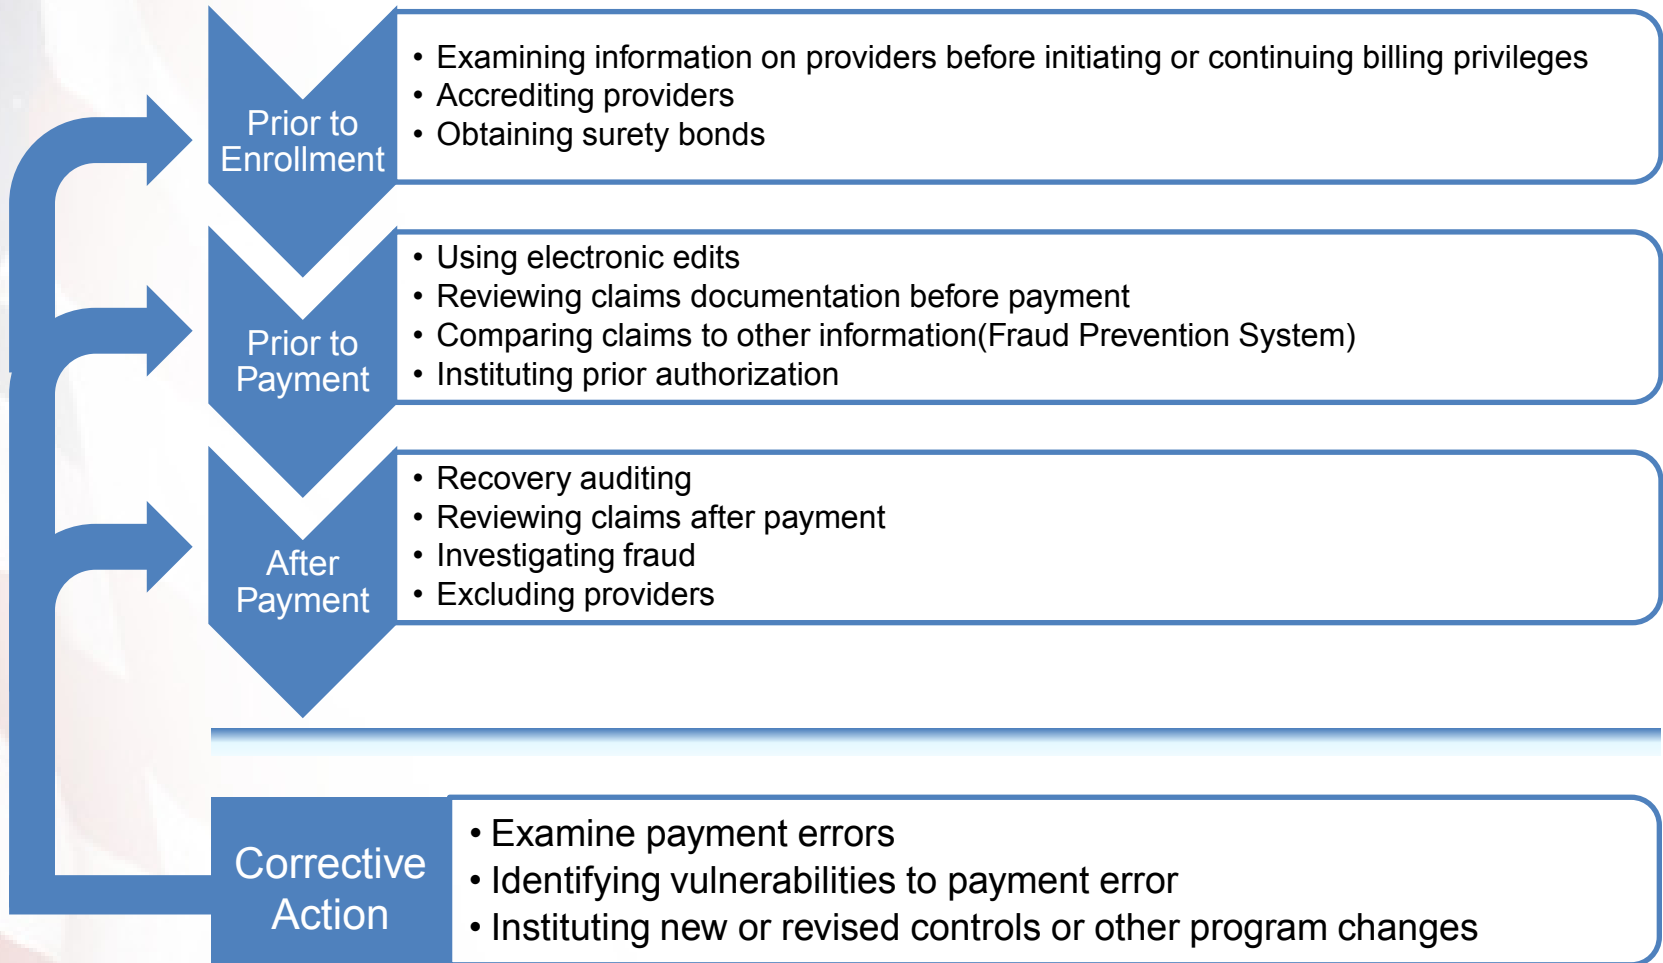 Prior to
Enrollment
• Examining information on providers before initiating or continuing billing privileges
• Accrediting providers
• Obtaining surety bonds
Prior to
Payment
• Using electronic edits
• Reviewing claims documentation before payment
• Comparing claims to other information(Fraud Prevention System)
• Instituting prior authorization
After
Payment
• Recovery auditing
• Reviewing claims after payment
• Investigating fraud
• Excluding providers
Corrective
Action
• Examine payment errors
• Identifying vulnerabilities to payment error
• Instituting new or revised controls or other program changes